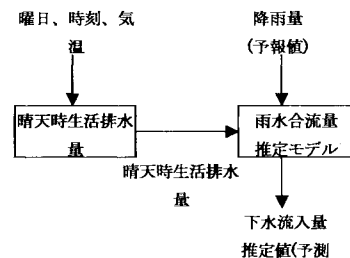 曜日、時刻、気
温
降雨量
(予報値)
晴天時生活排水
量
雨水合流量
推定モデル
晴天時生活排水
量
下水流入量
推定値(予測